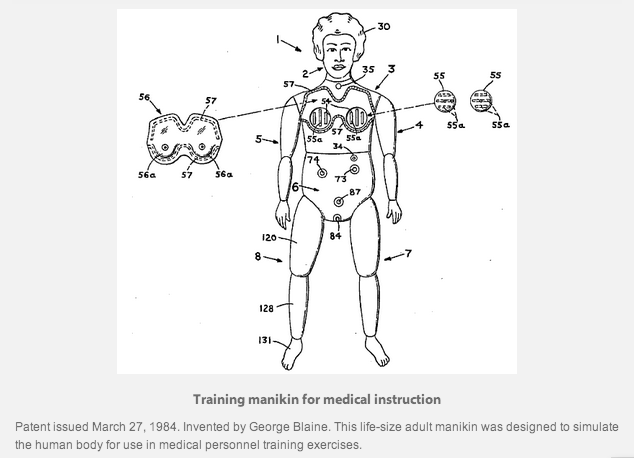 30
1
2
35
3
57
54
56
57
55
55
55a
55a
5
4
56a
57
56a
55a
57
55a
34
74
73
6
87
84
120
8
7
128
131
Training manikin for medical instruction
Patent issued March 27, 1984. Invented by George Blaine. This life-size adult manikin was designed to simulate
the human body for use in medical personnel training exercises.